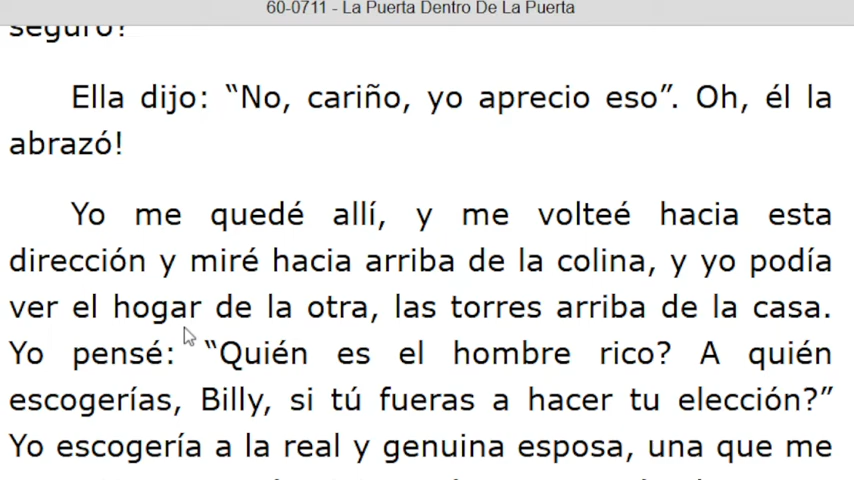 60-0711 - La Puerta Dentro De La Puerta
seguro?
Ella dijo: “No, cariño, yo aprecio eso”. Oh, él la
abrazó!
Yo me quedé allí, y me volteé hacia esta
dirección y miré hacia arriba de la colina, y yo podía
ver el hogar de la otra, las torres arriba de la casa.
Yo pensé: “Quién es el hombre rico? A quién
escogerías, Billy, si tú fueras a hacer tu elección?”
Yo escogería a la real y genuina esposa, una que me